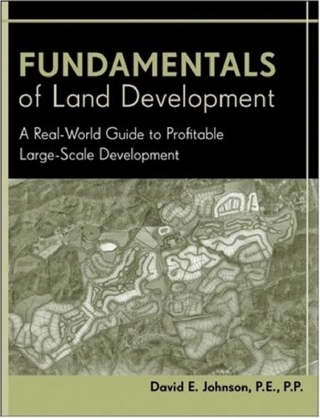 FUNDAMENTALS
of Land Development
A Real-World Guide to Profitable
Large-Scale Development
David E. Johnson, P.E., P.P.